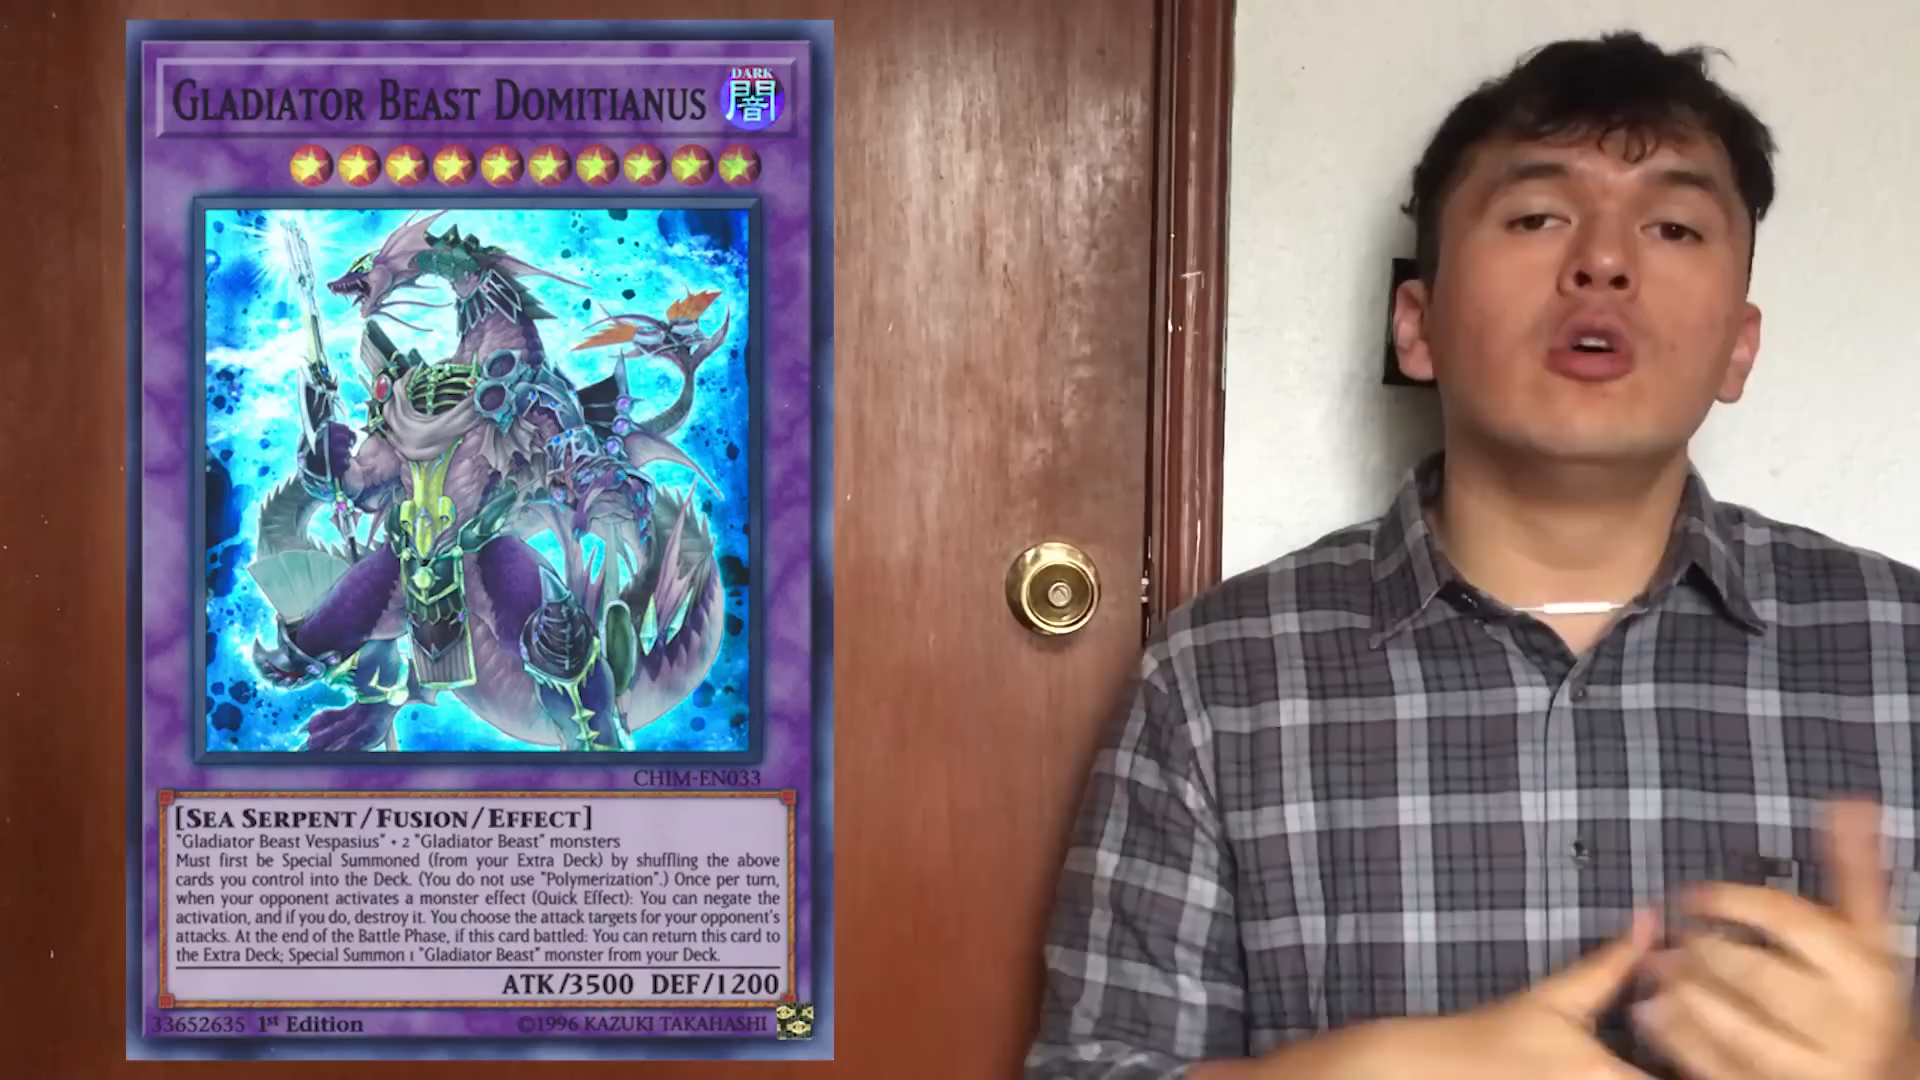 GLADIATOR BEAST DOMITIANUS
DARK
闇
CHIM-EN033
[SEA SERPENT/FUSION/EFFECT]
"Gladiator Beast Vespasius" • 2 "Gladiator Beast" monsters
Must first be Special Summoned (from your Extra Deck) by shuffling the above
cards you control into the Deck. (You do not use "Polymerization".) Once per turn,
when your opponent activates a monster effect (Quick Effect): You can negate the
activation, and if you do, destroy it. You choose the attack targets for your opponent's
attacks. At the end of the Battle Phase, if this card battled: You can return this card to
the Extra Deck; Special Summon 1 "Gladiator Beast" monster from your Deck.
ATK/3500 DEF/1200
33652635 1st Edition ©1996 KAZUKI TAKAHASHI